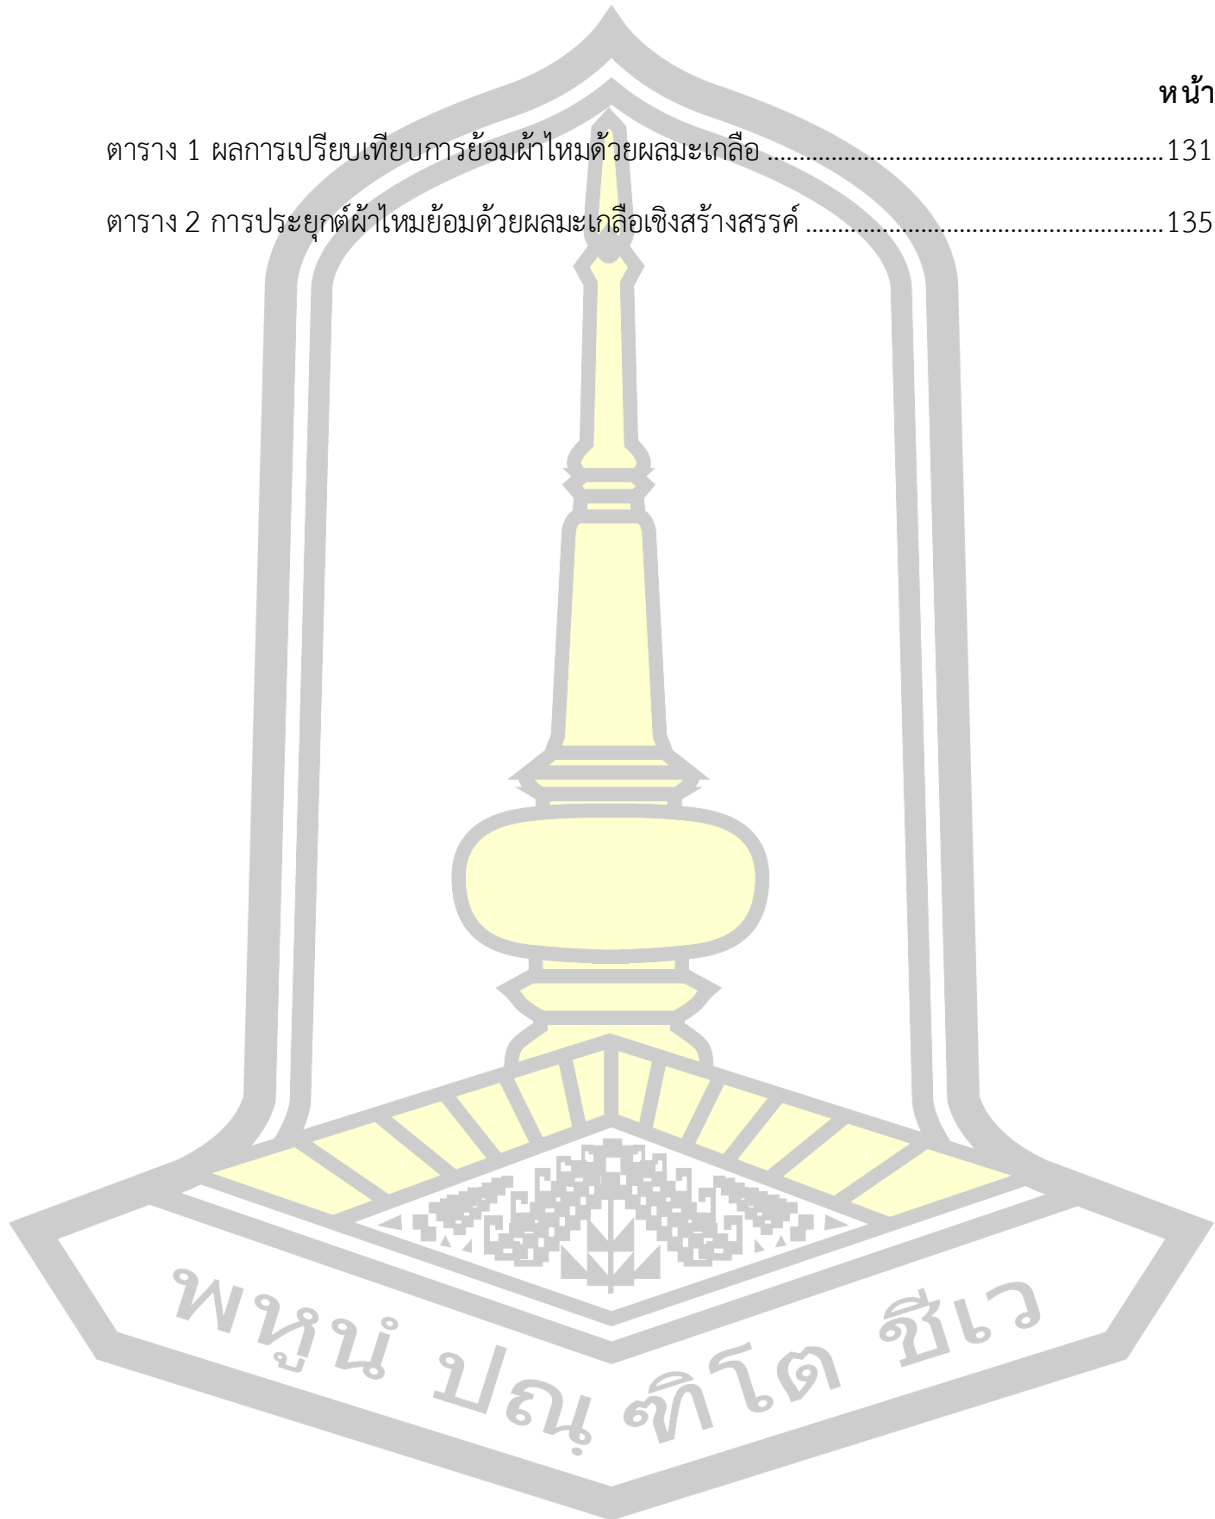 หน้า
ตาราง 1 ผลการเปรียบเทียบการย้อมผ้าไหมด้วยผลมะเกลือ ..............................................................131
ตาราง 2 การประยุกต์ผ้าไหมย้อมด้วยผลมะเกลือเชิงสร้างสรรค์ ........................................................135
พหูนํ ปณฺฑิโต ชีเว